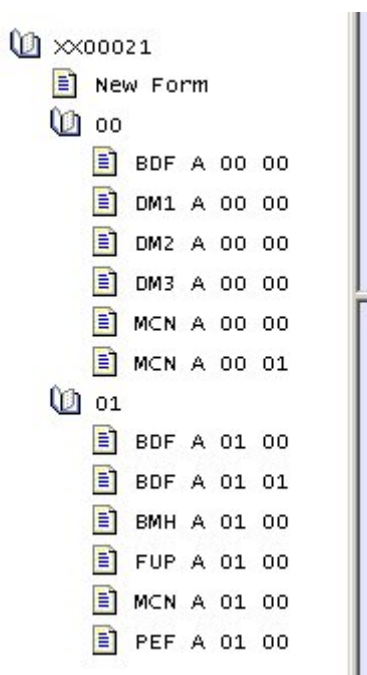 XX00021
New Form
00
BDF A 00 00
DM1 A 00 00
DM2 A 00 00
DM3 A 00 00
MCN A 00 00
MCN A 00 01
01
BDF A 01 00
BDF A 01 01
BMH A 01 00
FUP A 01 00
MCN A 01 00
PEF A 01 00